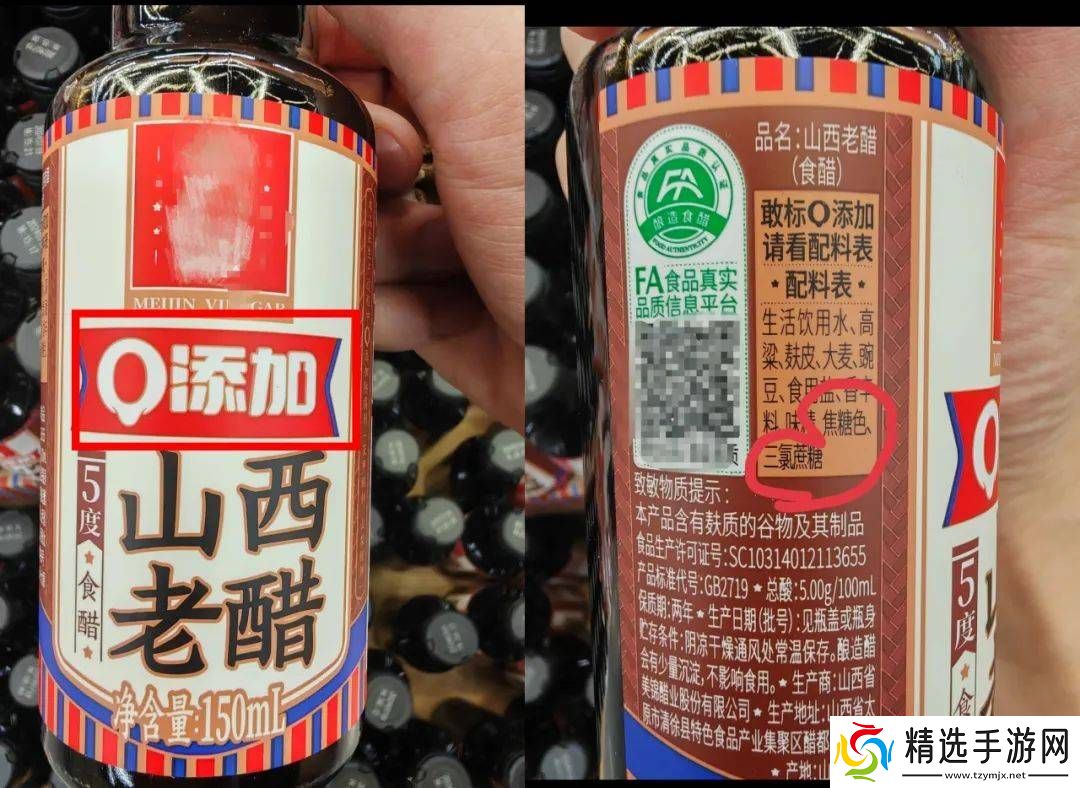 MEIJIN VINEGAR
0添加
5度
食醋
山西
老醋
净含量:150mL
酿造食醋
FOOD AUTHENTICITY
FA食品真实
品质信息平台
品名:山西老醋
(食醋)
敢标0添加
请看配料表
配料表
生活饮用水、高
粱、麸皮、大麦、豌
豆、食用盐、香辛
料、味精、焦糖色、
三氯蔗糖
质
致敏物质提示:
本产品含有麸质的谷物及其制品
食品生产许可证号:SC10314012113655
产品标准代号:GB2719 ★ 总酸:5.00g/100mL
保质期:两年 ★ 生产日期(批号):见瓶盖或瓶身
贮存条件:阴凉干燥通风处常温保存。酿造醋
会有少量沉淀,不影响食用。★ 生产商:山西省
美锦醋业股份有限公司 ★ 生产地址:山西省太
原市清徐县特色食品产业集聚区醋都
★ 产地:山
5度
食
精选手游网
www.tzymjx.net